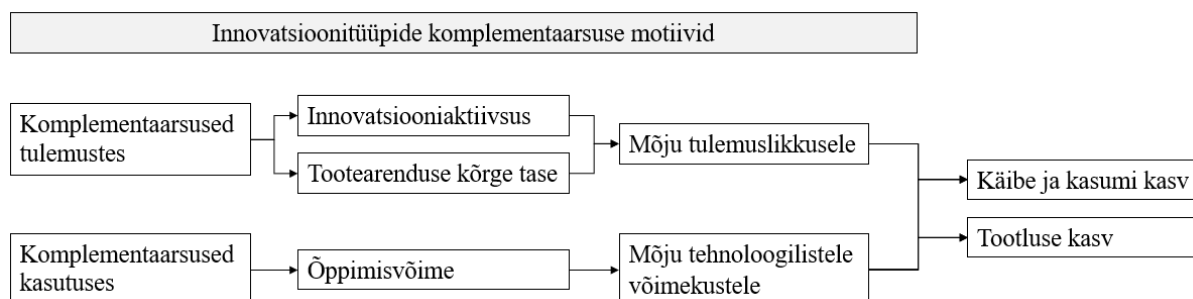 Innovatsioonitüüpide komplementaarsuse motiivid
Komplementaarsused
tulemustes
Innovatsiooniaktiivsus
Tootearenduse kõrge tase
Mõju tulemuslikkusele
Käibe ja kasumi kasv
Tootluse kasv
Komplementaarsused
kasutuses
Õppimisvõime
Mõju tehnoloogilistele
võimekustele